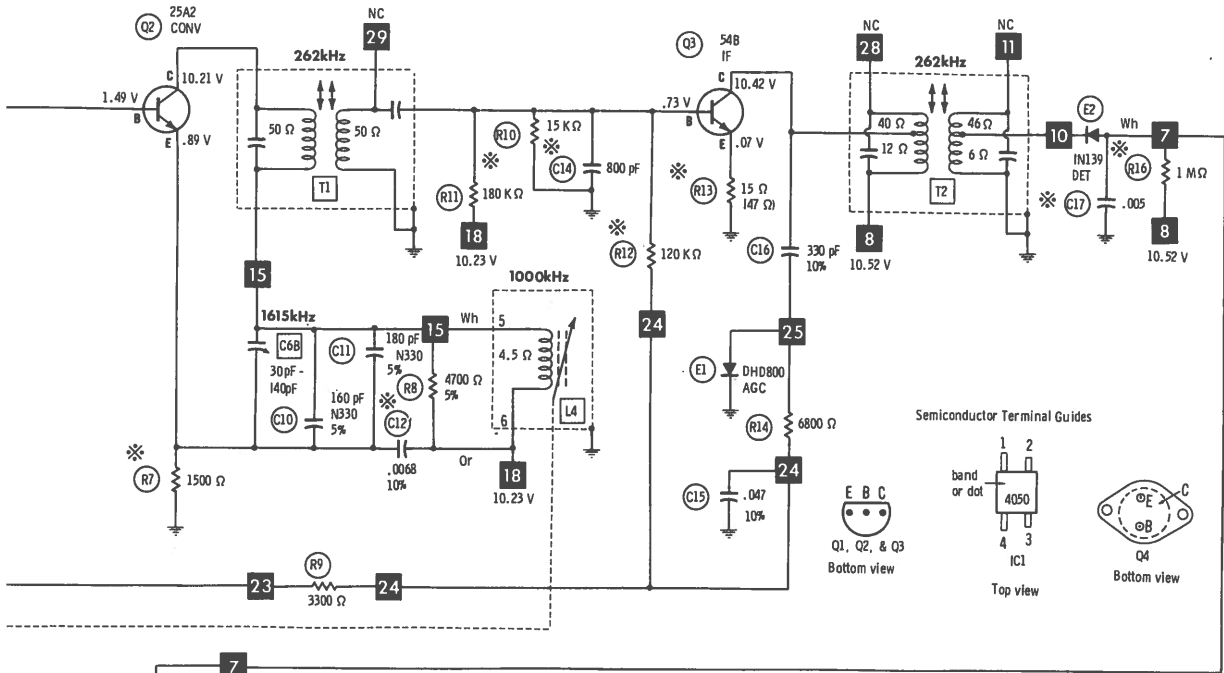 25A2
Q2 CONV
NC
29
262kHz
C 10.21 V
1.49 V
B
E
.89 V
50 Ω
50 Ω
T1
R10
15 KΩ
※
C14
800 pF
※
R11
180 KΩ
18
10.23 V
Q3
54B
IF
C
10.42 V
.73 V
B
E
.07 V
※
R13
15 Ω
(47 Ω)
※
R12
120 KΩ
24
NC
28
NC
11
262kHz
40 Ω
12 Ω
46 Ω
6 Ω
T2
8
10.52 V
10
E2
IN139
DET
Wh
7
※
R16
1 MΩ
※
C17
.005
8
10.52 V
C16
330 pF
10%
25
E1
DHD800
AGC
R14
6800 Ω
24
C15
.047
10%
15
1615kHz
C6B
30pF -
140pF
C10
160 pF
N330
5%
C11
180 pF
N330
5%
15
Wh
R8
4700 Ω
5%
※
C12
.0068
10%
Or
1000kHz
5
4.5 Ω
6
L4
18
10.23 V
※
R7
1500 Ω
23
R9
3300 Ω
24
7
Semiconductor Terminal Guides
E B C
Q1, Q2, & Q3
Bottom view
1 2
band
or dot
4050
4 3
IC1
Top view
C
E
B
Q4
Bottom view